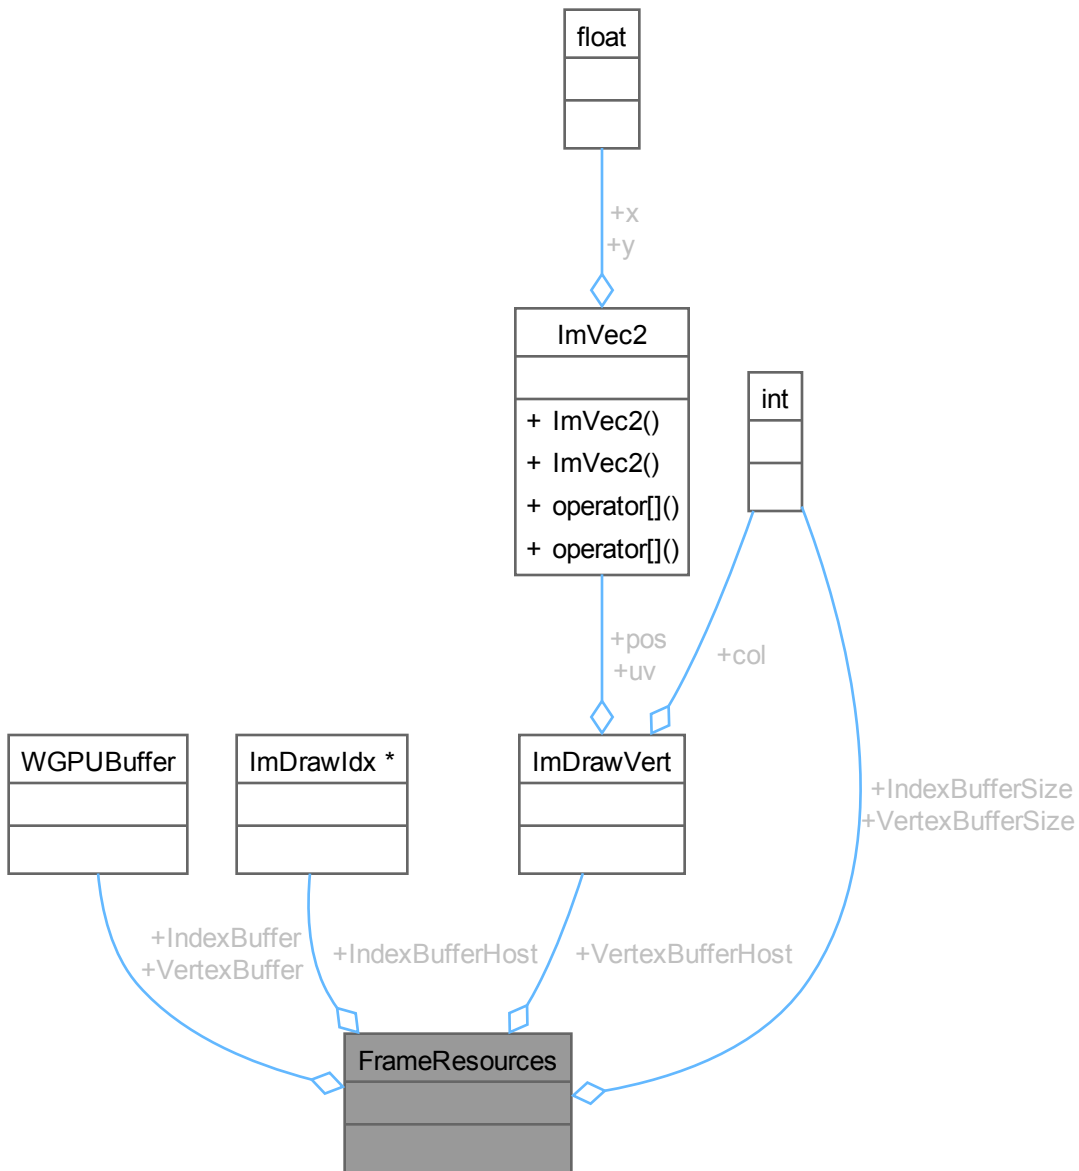 float
+x
+y
ImVec2
+ ImVec2()
+ ImVec2()
+ operator[]()
+ operator[]()
int
+pos
+uv
+col
WGPUBuffer
ImDrawIdx *
ImDrawVert
+IndexBufferSize
+VertexBufferSize
+IndexBuffer
+VertexBuffer
+IndexBufferHost
+VertexBufferHost
FrameResources